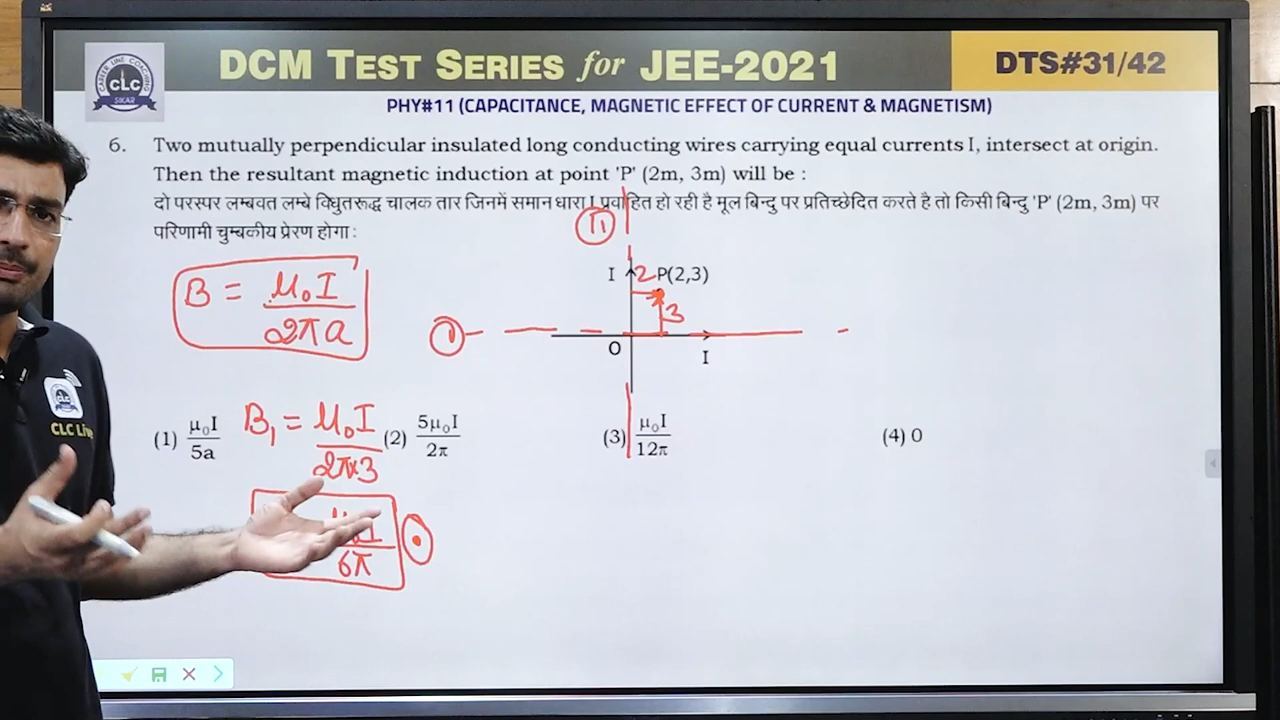 DCM TEST SERIES for JEE-2021
DTS#31/42
CAREER LINE COACHING
CLC
SIKAR
PHY#11 (CAPACITANCE, MAGNETIC EFFECT OF CURRENT & MAGNETISM)
6. Two mutually perpendicular insulated long conducting wires carrying equal currents I, intersect at origin.
Then the resultant magnetic induction at point 'P' (2m, 3m) will be :
दो परस्पर लम्बवत लम्बे विधुतरूद्ध चालक तार जिनमें समान धारा I प्रवाहित हो रही है मूल बिन्दु पर प्रतिच्छेदित करते है तो किसी बिन्दु 'P' (2m, 3m) पर
परिणामी चुम्बकीय प्रेरण होगा :
B = μ₀I / 2πa
I 2 P(2,3)
3
O
I
(1) μ₀I / 5a
B₁ = μ₀I / 2π×3
(2) 5μ₀I / 2π
(3) μ₀I / 12π
(4) 0
6π
CLC
CLC Live